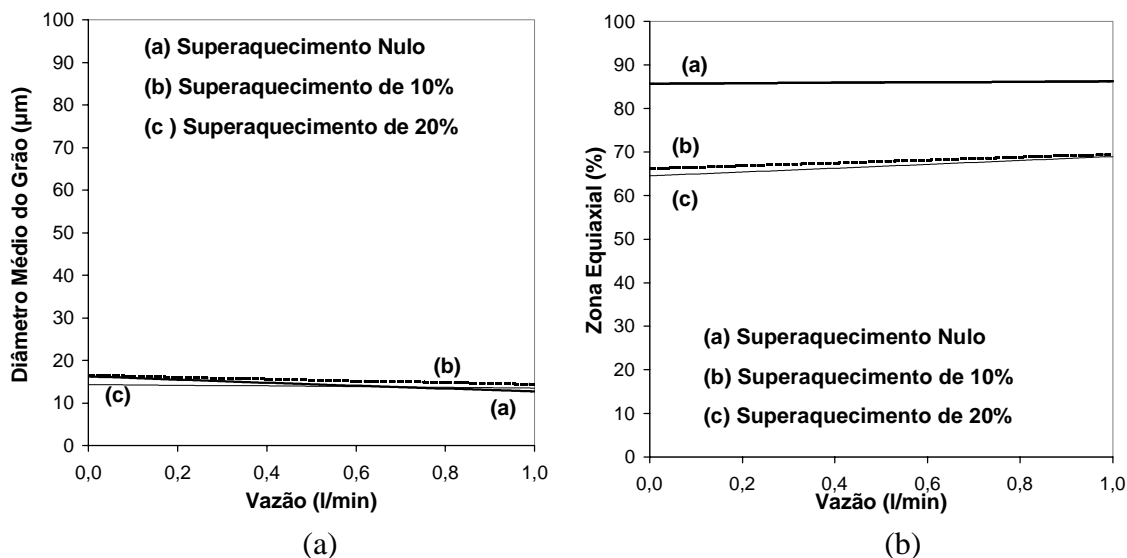 100
90
80
70
60
50
40
30
20
10
0
Diâmetro Médio do Grão (μm)
(a) Superaquecimento Nulo
(b) Superaquecimento de 10%
(c ) Superaquecimento de 20%
(b)
(c)
(a)
0,0 0,2 0,4 0,6 0,8 1,0
Vazão (l/min)
(a)
100
90
80
70
60
50
40
30
20
10
0
Zona Equiaxial (%)
(a)
(b)
(c)
(a) Superaquecimento Nulo
(b) Superaquecimento de 10%
(c) Superaquecimento de 20%
0,0 0,2 0,4 0,6 0,8 1,0
Vazão (l/min)
(b)